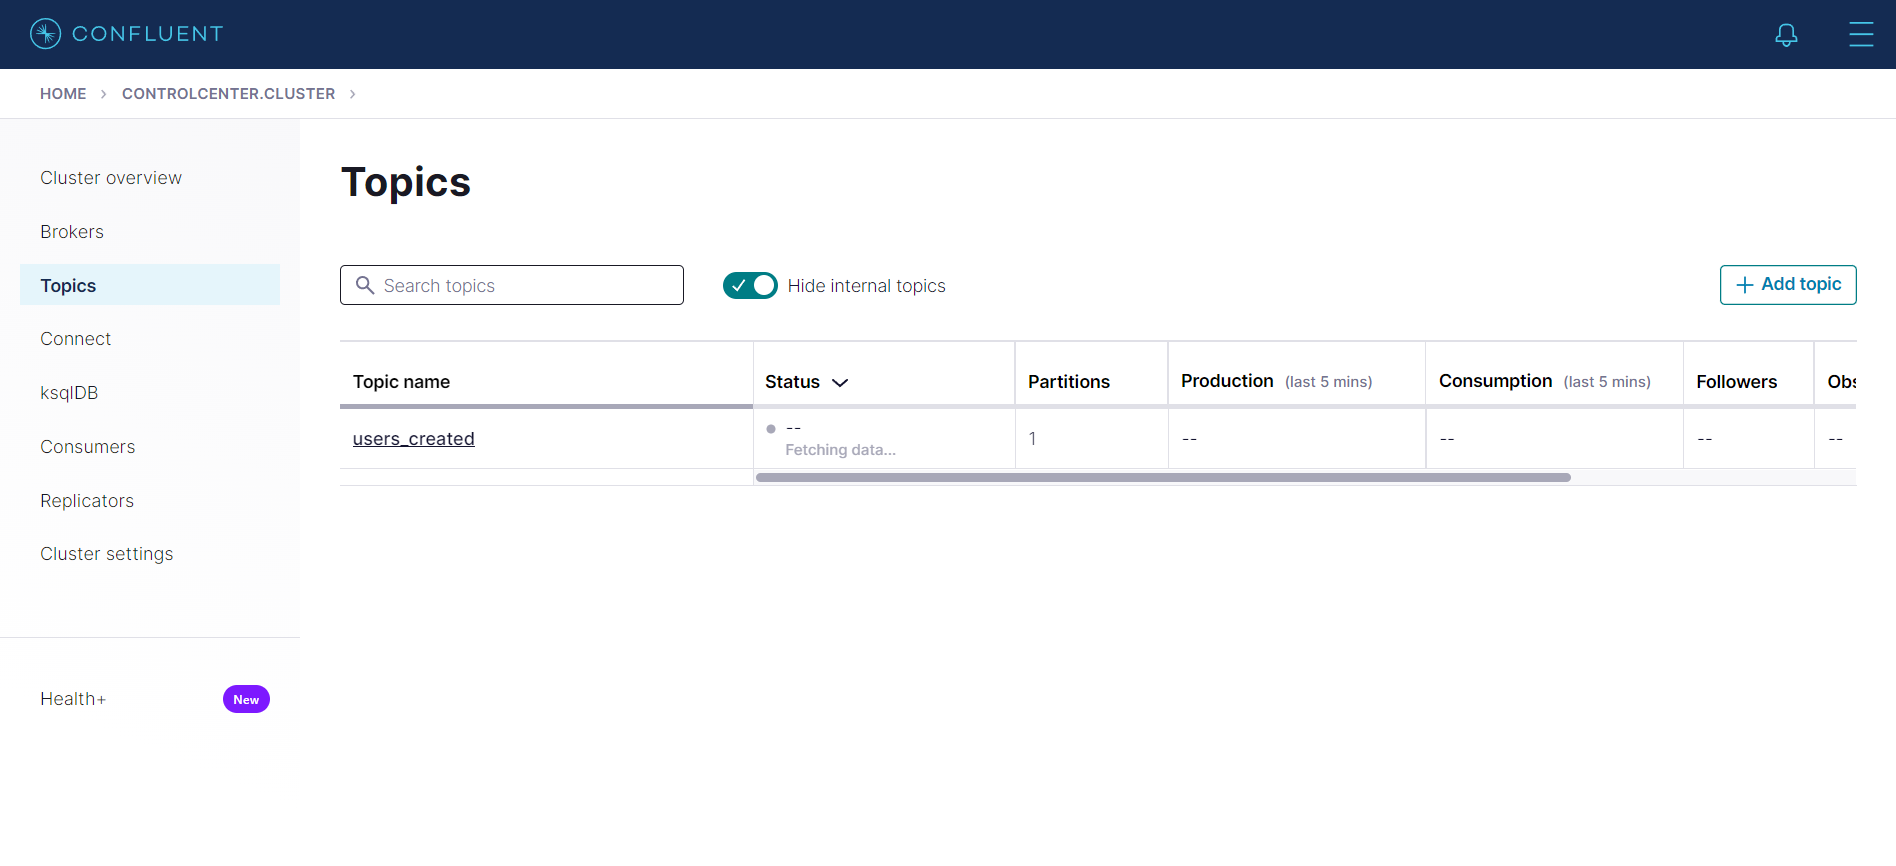 CONFLUENT
HOME > CONTROLCENTER.CLUSTER >
Cluster overview
Brokers
Topics
Connect
ksqlDB
Consumers
Replicators
Cluster settings
Health+ New
Topics
Search topics
Hide internal topics
+ Add topic
Topic name Status Partitions Production (last 5 mins) Consumption (last 5 mins) Followers Obs
users_created -- 1 -- -- -- --
Fetching data...